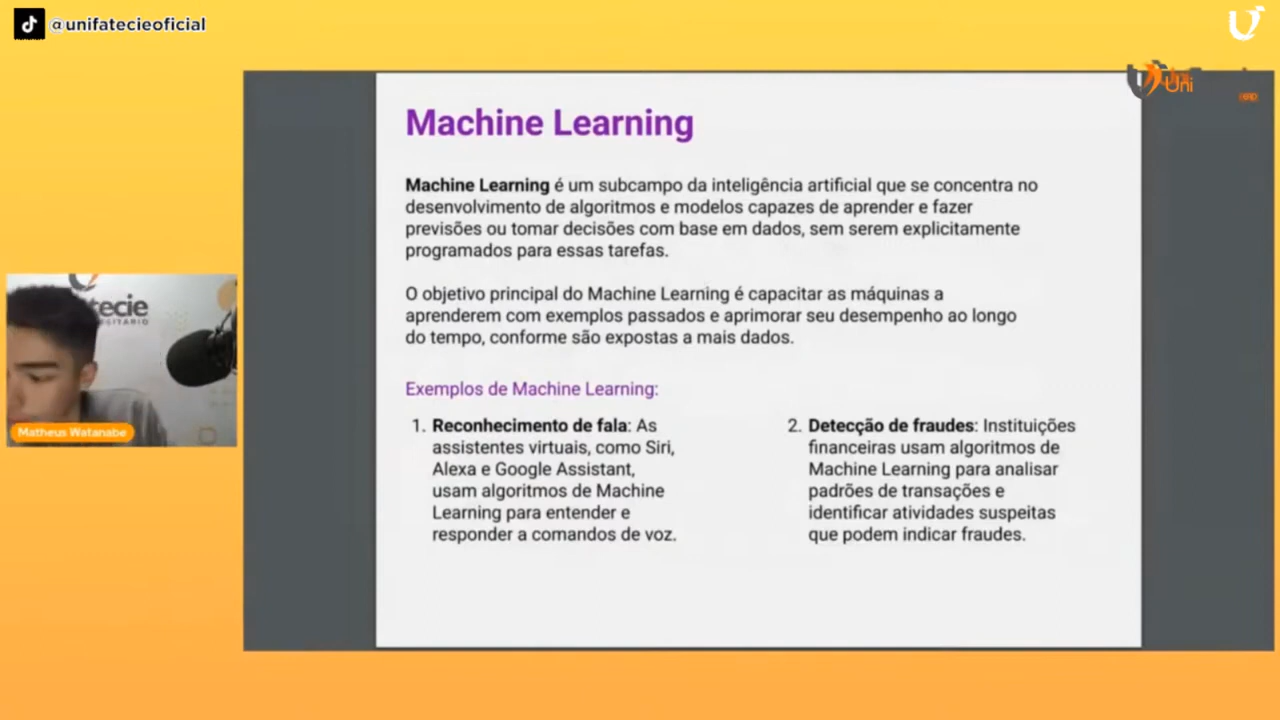 @unifatecieoficial
Uni
EAD
Machine Learning
Machine Learning é um subcampo da inteligência artificial que se concentra no
desenvolvimento de algoritmos e modelos capazes de aprender e fazer
previsões ou tomar decisões com base em dados, sem serem explicitamente
programados para essas tarefas.
O objetivo principal do Machine Learning é capacitar as máquinas a
aprenderem com exemplos passados e aprimorar seu desempenho ao longo
do tempo, conforme são expostas a mais dados.
Exemplos de Machine Learning:
1. Reconhecimento de fala: As
assistentes virtuais, como Siri,
Alexa e Google Assistant,
usam algoritmos de Machine
Learning para entender e
responder a comandos de voz.
2. Detecção de fraudes: Instituições
financeiras usam algoritmos de
Machine Learning para analisar
padrões de transações e
identificar atividades suspeitas
que podem indicar fraudes.
tecie
Matheus Watanabe